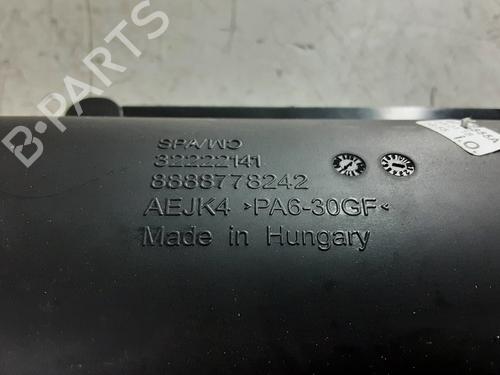 B-PARTS
SPA/WO
32222141
8888778242
AEJK4 >PA6-30GF<
Made in Hungary